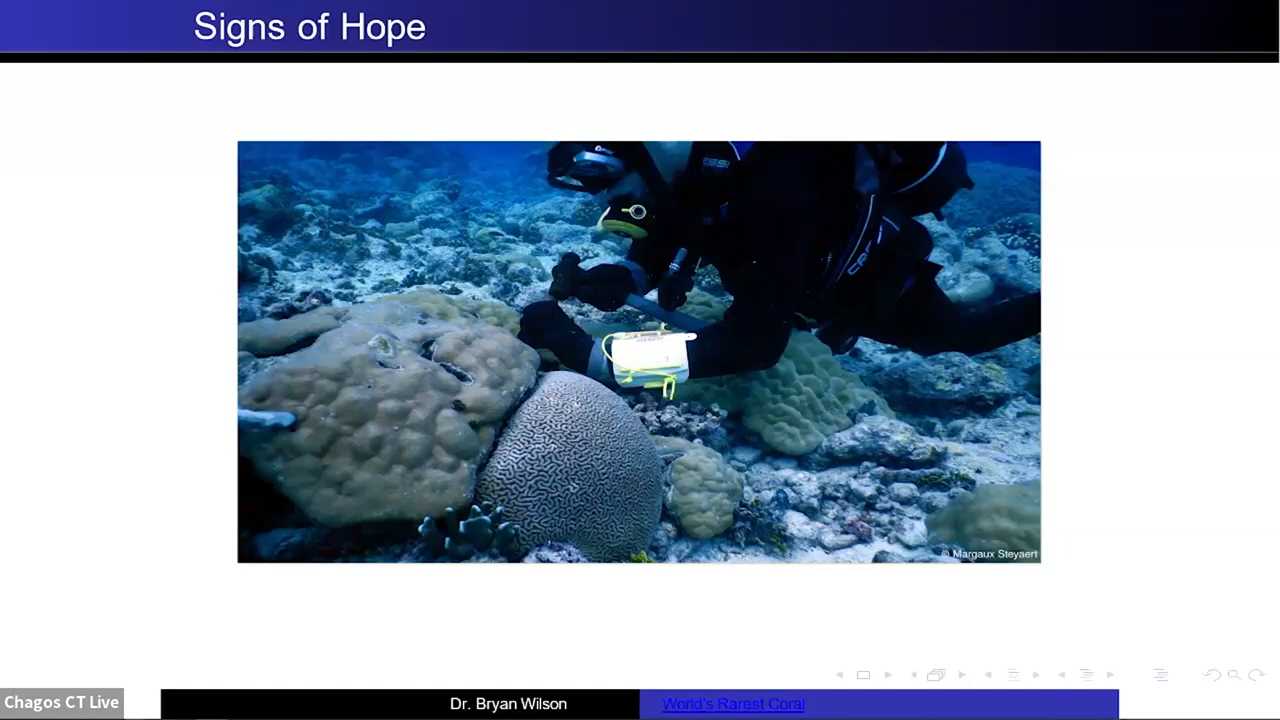 Signs of Hope
© Margaux Steyaert
Chagos CT Live
Dr. Bryan Wilson
World's Rarest Coral